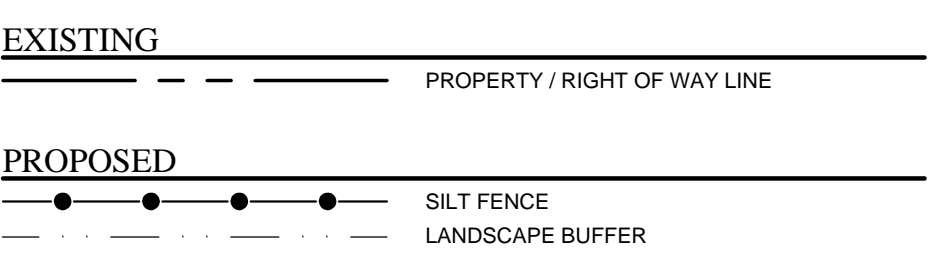 EXISTING
PROPERTY / RIGHT OF WAY LINE
PROPOSED
SILT FENCE
LANDSCAPE BUFFER